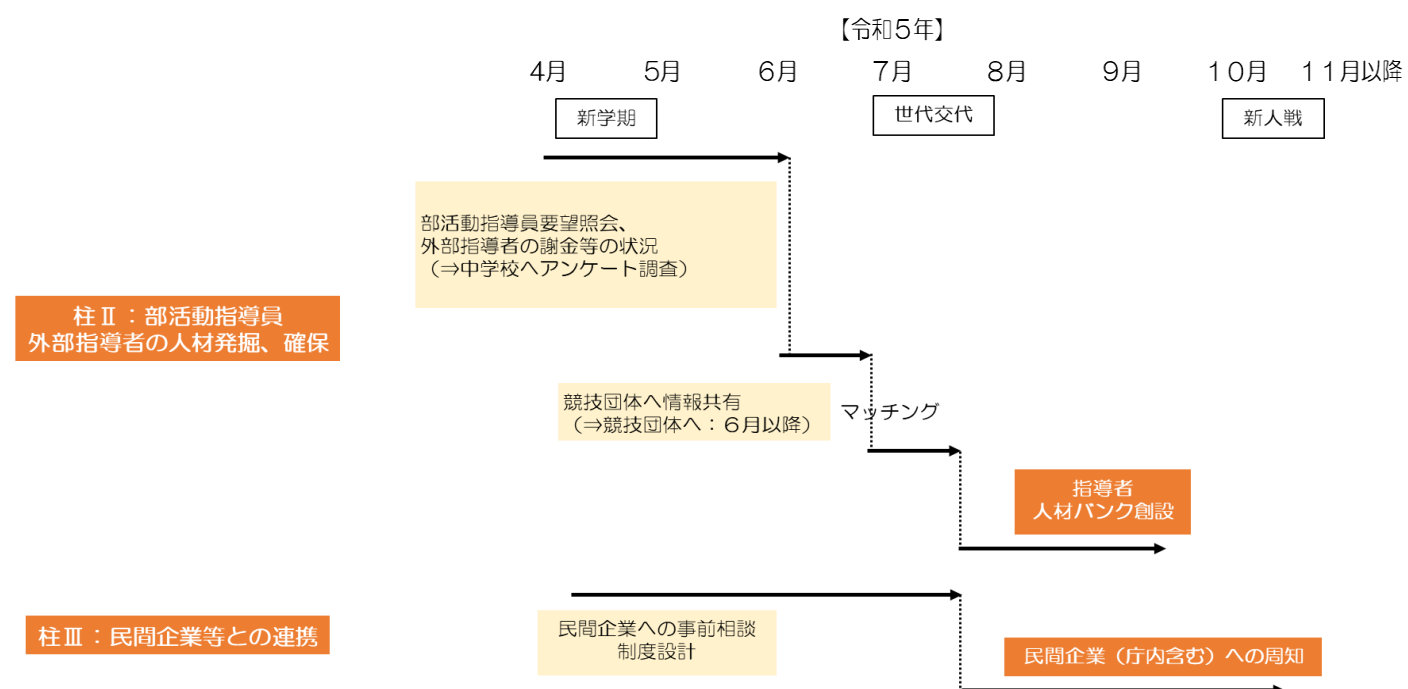 【令和５年】
4月 5月 6月 7月 8月 9月 １０月 １１月以降
新学期
世代交代
新人戦
部活動指導員要望照会、
外部指導者の謝金等の状況
（⇒中学校へアンケート調査）
柱Ⅱ：部活動指導員
外部指導者の人材発掘、確保
競技団体へ情報共有
（⇒競技団体へ：６月以降）
マッチング
指導者
人材バンク創設
柱Ⅲ：民間企業等との連携
民間企業への事前相談
制度設計
民間企業（庁内含む）への周知